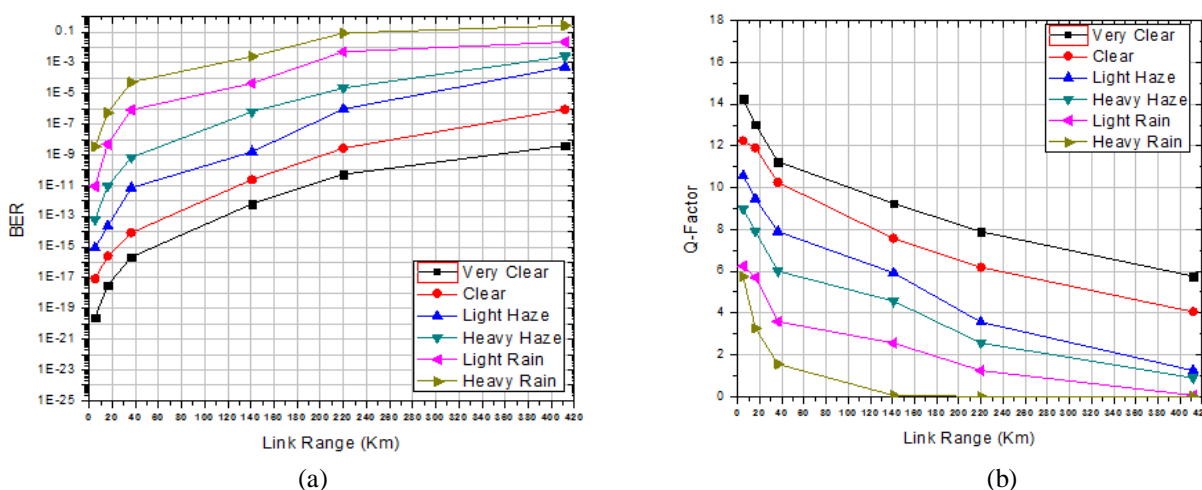 0.1
1E-3
1E-5
1E-7
1E-9
1E-11
1E-13
1E-15
1E-17
1E-19
1E-21
1E-23
1E-25
BER
Very Clear
Clear
Light Haze
Heavy Haze
Light Rain
Heavy Rain
0 20 40 60 80 100 120 140 160 180 200 220 240 260 280 300 320 340 360 380 400 420
Link Range (Km)
(a)
18
16
14
12
10
8
6
4
2
0
Q-Factor
Very Clear
Clear
Light Haze
Heavy Haze
Light Rain
Heavy Rain
0 20 40 60 80 100 120 140 160 180 200 220 240 260 280 300 320 340 360 380 400 42
Link Range (Km)
(b)